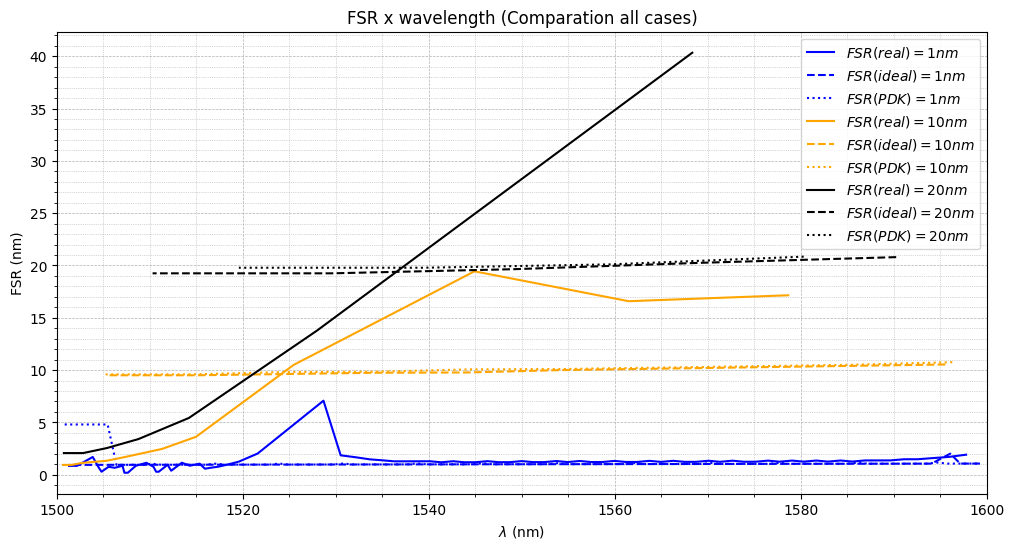 FSR x wavelength (Comparation all cases)
FSR (nm)
40
35
30
25
20
15
10
5
0
1500
1520
1540
1560
1580
1600
λ (nm)
FSR(real) = 1nm
FSR(ideal) = 1nm
FSR(PDK) = 1nm
FSR(real) = 10nm
FSR(ideal) = 10nm
FSR(PDK) = 10nm
FSR(real) = 20nm
FSR(ideal) = 20nm
FSR(PDK) = 20nm